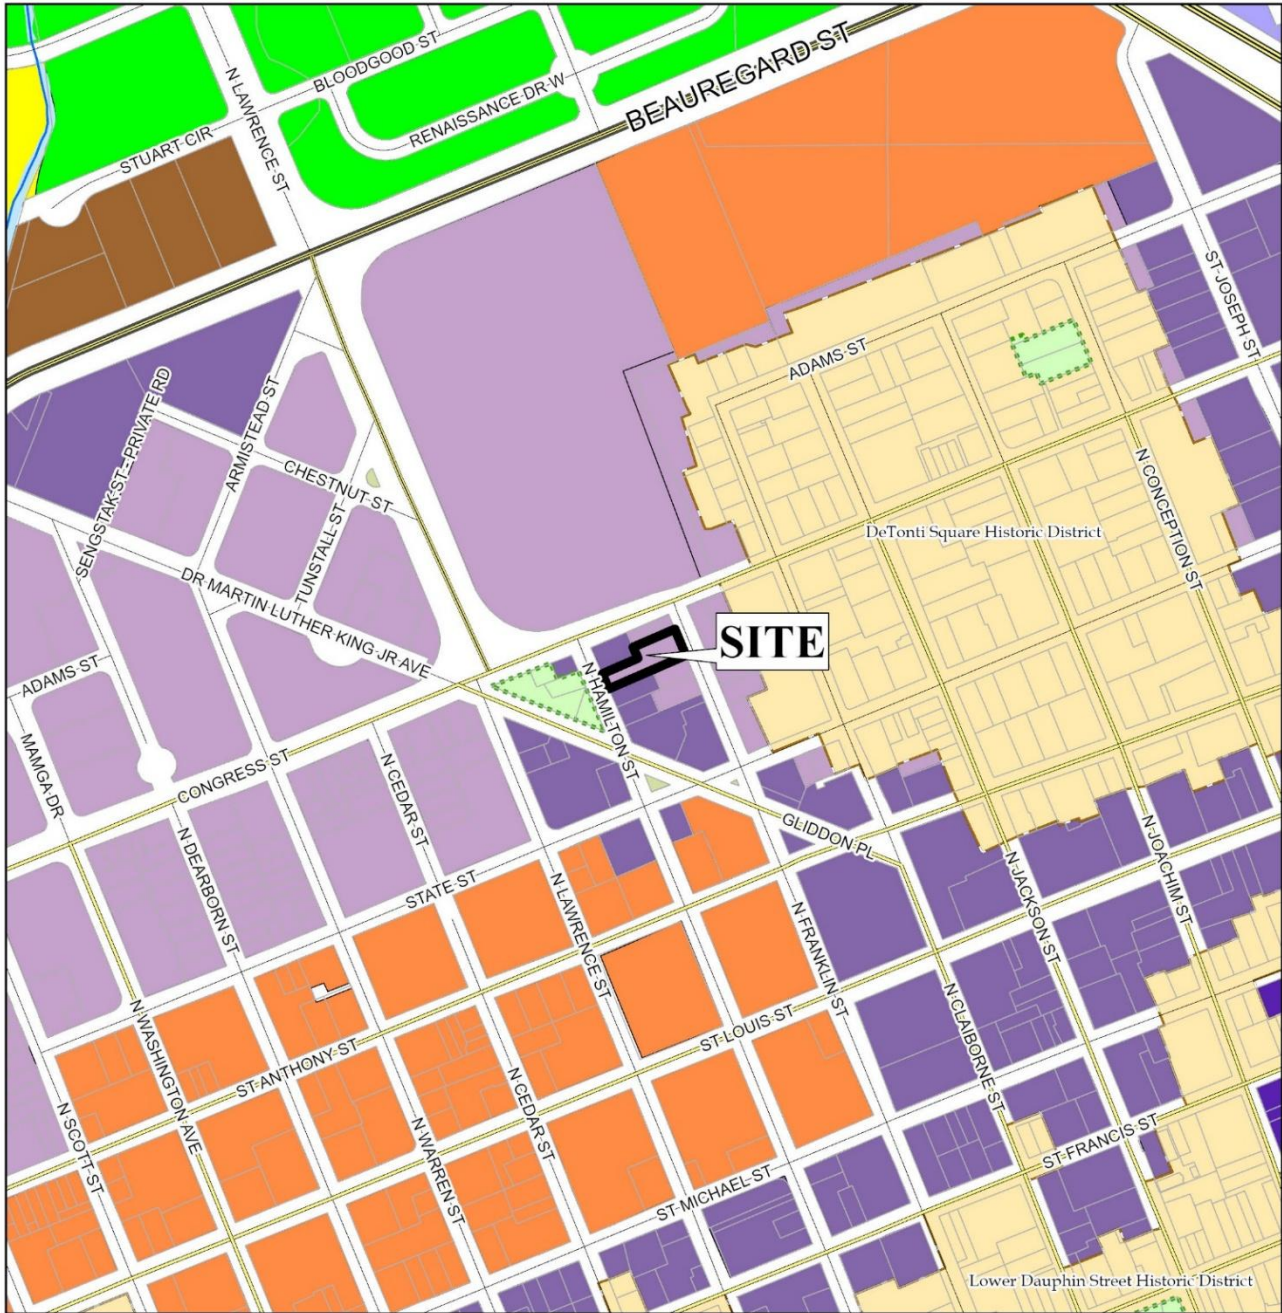 BLOODGOOD ST
N LAWRENCE ST
RENAISSANCE DR W
BEAUREGARD ST
STUART CIR
ST JOSEPH ST
ADAMS ST
SENGSTAK ST - PRIVATE RD
ARMISTEAD ST
CHESTNUT ST
TUNSTALL ST
N CONCEPTION ST
DeTonti Square Historic District
DR MARTIN LUTHER KING JR AVE
SITE
ADAMS ST
N HAMILTON ST
MAMGA DR
CONGRESS ST
N CEDAR ST
N DEARBORN ST
GLIDDON PL
STATE ST
N LAWRENCE ST
N JACKSON ST
N JOACHIM ST
N FRANKLIN ST
N CLAIBORNE ST
N WASHINGTON AVE
ST ANTHONY ST
ST LOUIS ST
N CEDAR ST
N SCOTT ST
N WARREN ST
ST FRANCIS ST
ST MICHAEL ST
Lower Dauphin Street Historic District